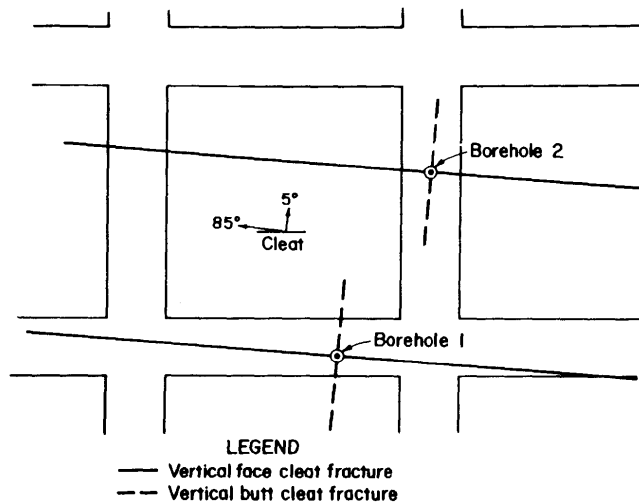 Borehole 2
5°
85°
Cleat
Borehole 1
LEGEND
Vertical face cleat fracture
Vertical butt cleat fracture